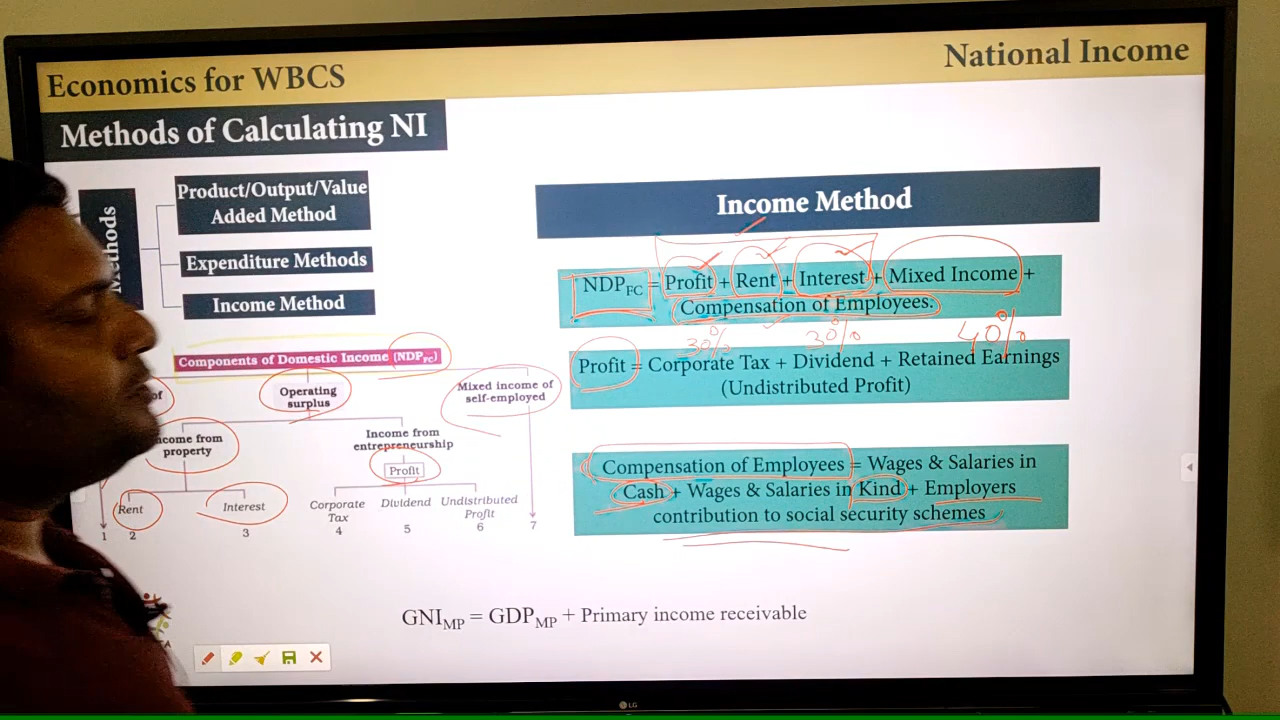 Economics for WBCS
National Income
Methods of Calculating NI
Methods
Product/Output/Value
Added Method
Expenditure Methods
Income Method
Components of Domestic Income (NDPFC)
of
Operating
surplus
Mixed income of
self-employed
ncome from
property
Income from
entrepreneurship
Profit
Rent
Interest
Corporate
Tax
Dividend
Undistributed
Profit
1
2
3
4
5
6
7
Income Method
NDPFC = Profit + Rent + Interest + Mixed Income +
Compensation of Employees.
30% 30% 40%
Profit = Corporate Tax + Dividend + Retained Earnings
(Undistributed Profit)
Compensation of Employees = Wages & Salaries in
Cash + Wages & Salaries in Kind + Employers
contribution to social security schemes
GNIMP = GDPMP + Primary income receivable
LG